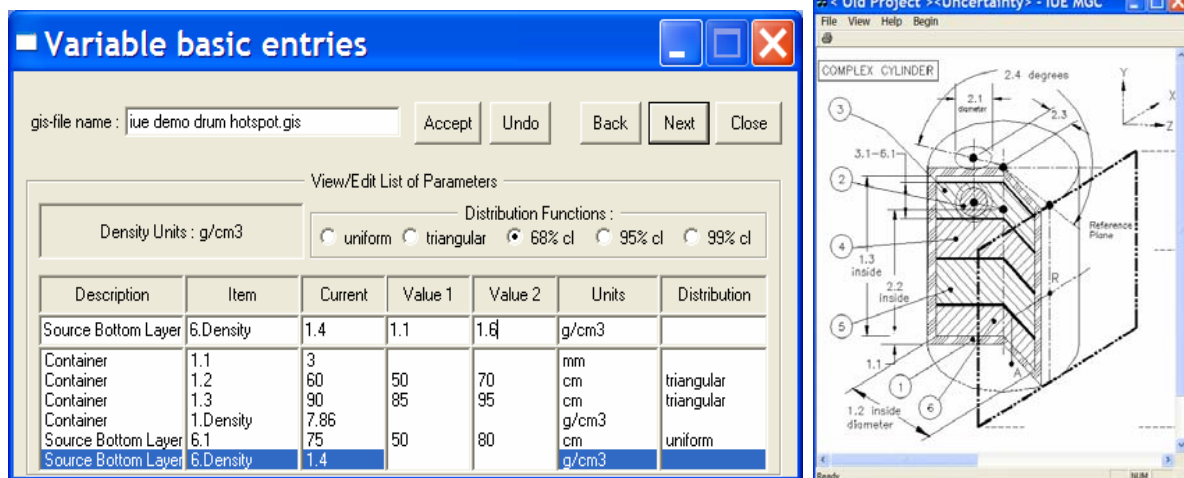 Variable basic entries
gis-file name : iue demo drum hotspot.gis Accept Undo Back Next Close
View/Edit List of Parameters
Density Units : g/cm3
Distribution Functions :
uniform triangular 68% cl 95% cl 99% cl
Description Item Current Value 1 Value 2 Units Distribution
Source Bottom Layer 6.Density 1.4 1.1 1.6 g/cm3
Container 1.1 3 mm
Container 1.2 60 50 70 cm triangular
Container 1.3 90 85 95 cm triangular
Container 1.Density 7.86 g/cm3
Source Bottom Layer 6.1 75 50 80 cm uniform
Source Bottom Layer 6.Density 1.4 g/cm3
< Old Project ><Uncertainty> - IUE MGC
File View Help Begin
COMPLEX CYLINDER
2.4 degrees
Y
2.1
diameter
X
3
2.3
Z
3.1-6.1
2
Reference
Plane
4
1.3
inside
R
2.2
inside
5
1.1
A
1
1.2 inside
diameter
6
Ready NUM